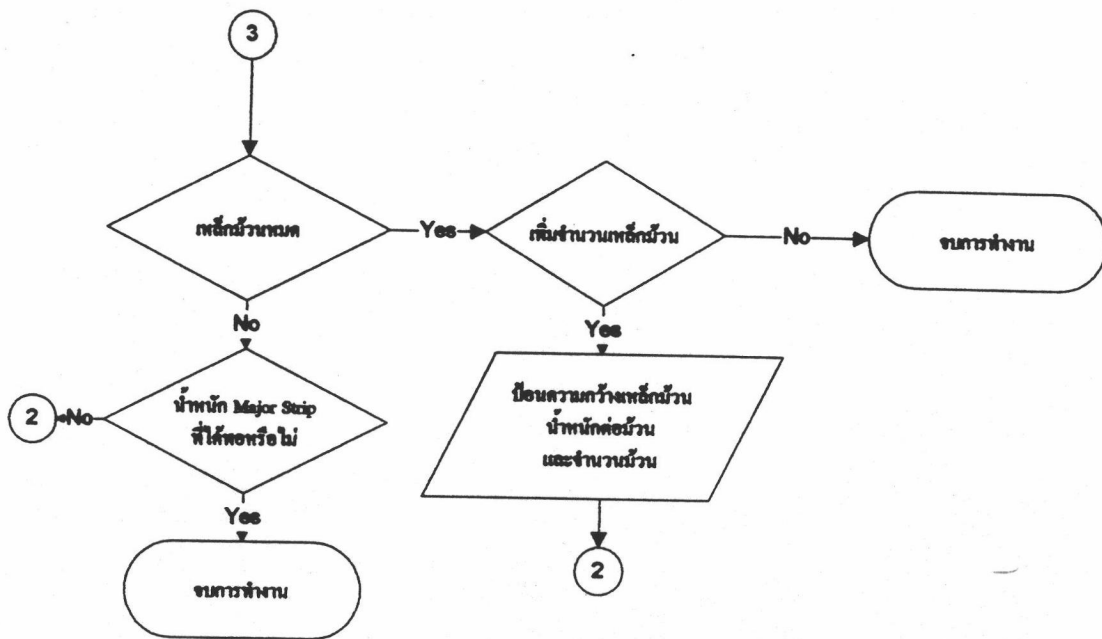 3
เหล็กม้วนหมด
Yes
เพิ่มจำนวนเหล็กม้วน
No
จบการทำงาน
No
Yes
น้ำหนัก Major Strip
ที่ได้พอหรือไม่
No
2
ป้อนความกว้างเหล็กม้วน
น้ำหนักต่อม้วน
และจำนวนม้วน
Yes
จบการทำงาน
2